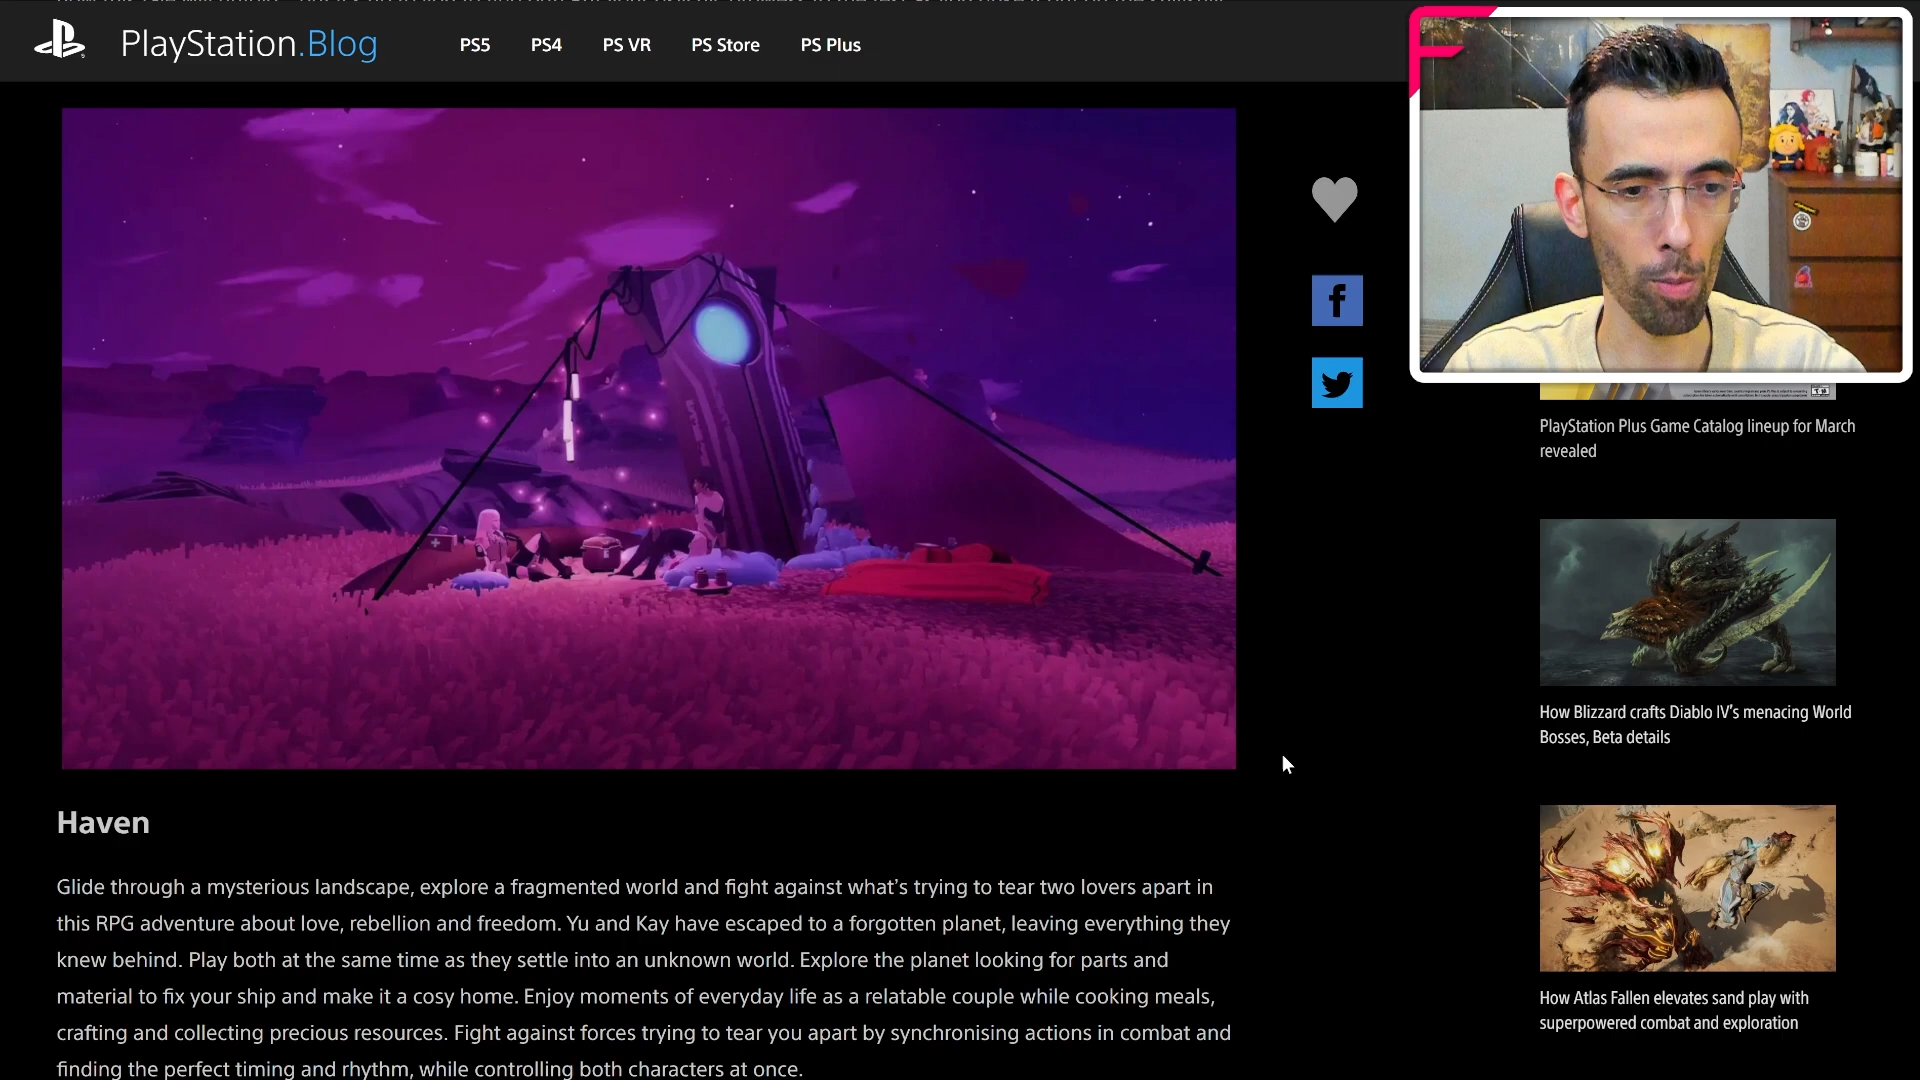 PlayStation.Blog
PS5
PS4
PS VR
PS Store
PS Plus
PlayStation Plus Game Catalog lineup for March
revealed
How Blizzard crafts Diablo IV's menacing World
Bosses, Beta details
Haven
Glide through a mysterious landscape, explore a fragmented world and fight against what's trying to tear two lovers apart in
this RPG adventure about love, rebellion and freedom. Yu and Kay have escaped to a forgotten planet, leaving everything they
knew behind. Play both at the same time as they settle into an unknown world. Explore the planet looking for parts and
material to fix your ship and make it a cosy home. Enjoy moments of everyday life as a relatable couple while cooking meals,
crafting and collecting precious resources. Fight against forces trying to tear you apart by synchronising actions in combat and
finding the perfect timing and rhythm, while controlling both characters at once.
How Atlas Fallen elevates sand play with
superpowered combat and exploration